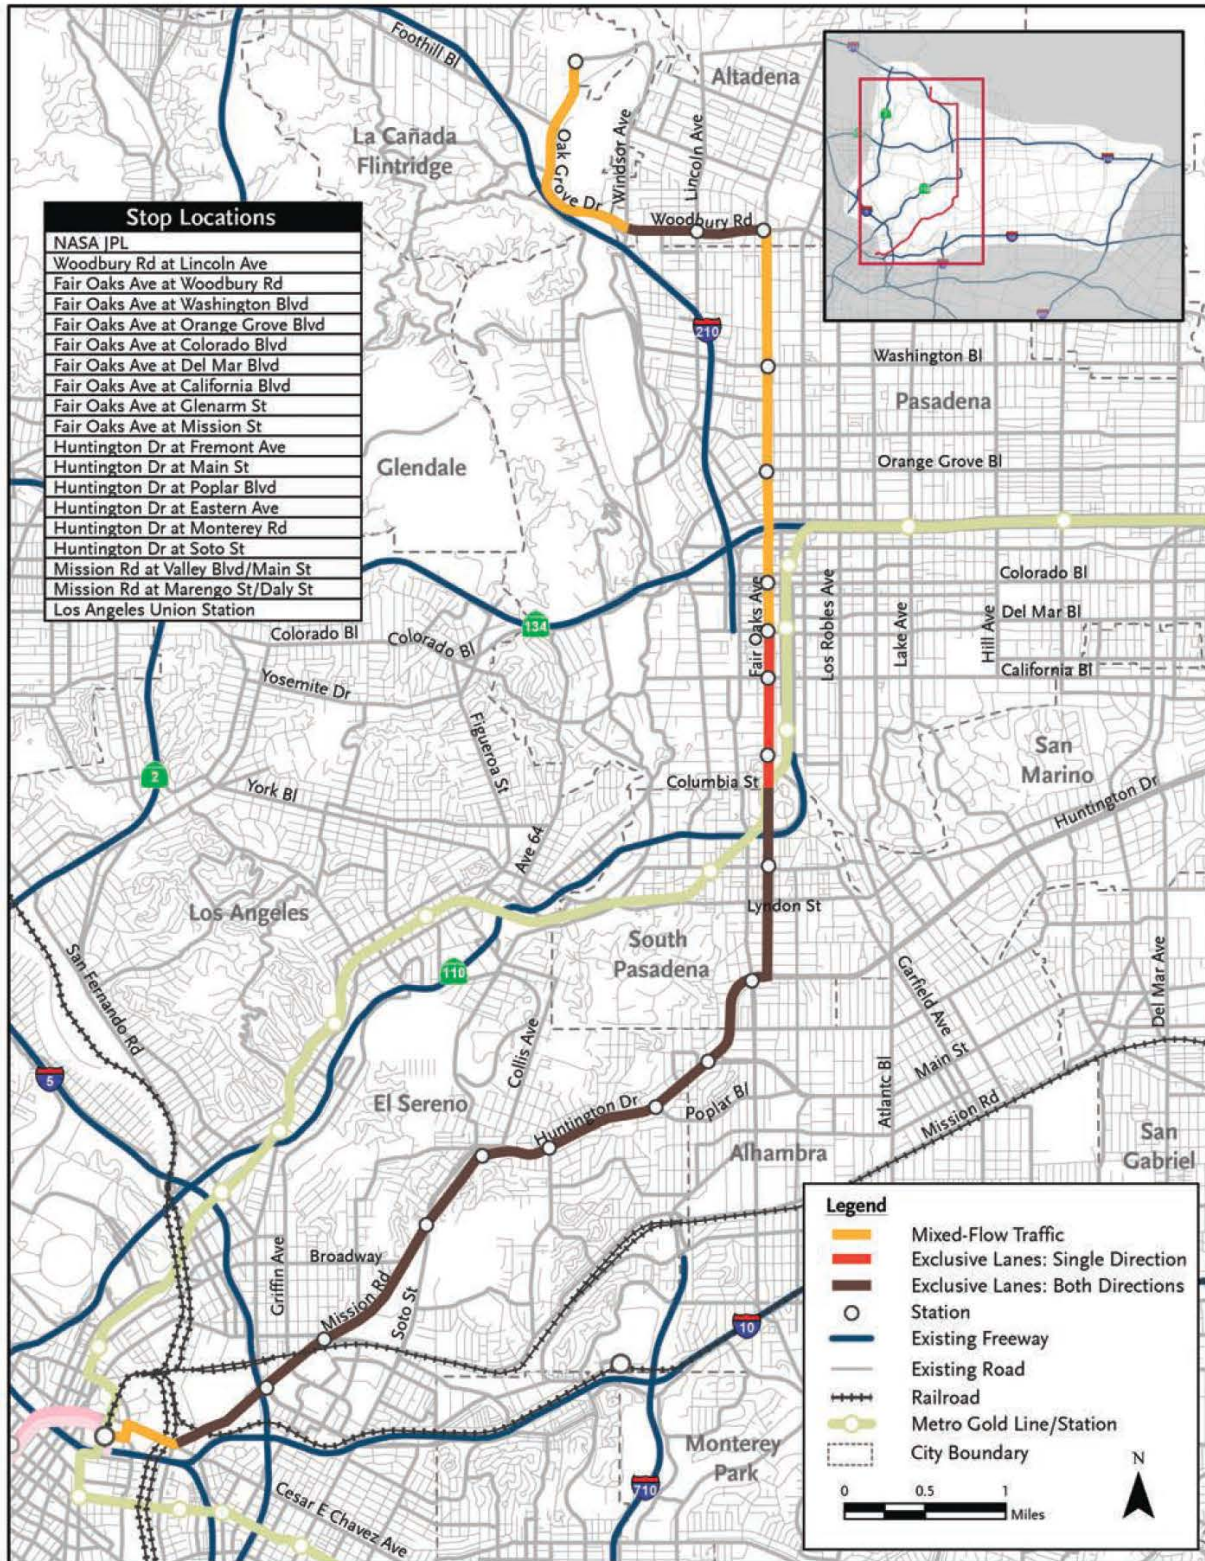 Foothill Bl
Altadena
La Cañada
Flintridge
Oak Grove Dr
Windsor Ave
Lincoln Ave
Woodbury Rd
Stop Locations
NASA JPL
Woodbury Rd at Lincoln Ave
Fair Oaks Ave at Woodbury Rd
Fair Oaks Ave at Washington Blvd
Fair Oaks Ave at Orange Grove Blvd
Fair Oaks Ave at Colorado Blvd
Fair Oaks Ave at Del Mar Blvd
Fair Oaks Ave at California Blvd
Fair Oaks Ave at Glenarm St
Fair Oaks Ave at Mission St
Huntington Dr at Fremont Ave
Huntington Dr at Main St
Huntington Dr at Poplar Blvd
Huntington Dr at Eastern Ave
Huntington Dr at Monterey Rd
Huntington Dr at Soto St
Mission Rd at Valley Blvd/Main St
Mission Rd at Marengo St/Daly St
Los Angeles Union Station
210
Washington Bl
Pasadena
Orange Grove Bl
Glendale
Colorado Bl
Del Mar Bl
California Bl
Fair Oaks Ave
Los Robles Ave
Lake Ave
Hill Ave
134
Colorado Bl
Colorado Bl
Yosemite Dr
Figueroa St
San
Marino
2
York Bl
Columbia St
Huntington Dr
Ave 64
Los Angeles
Lyndon St
South
Pasadena
San Fernando Rd
110
Garfield Ave
Del Mar Ave
Collis Ave
Main St
5
El Sereno
Huntington Dr
Poplar Bl
Atlantc Bl
Mission Rd
Alhambra
San
Gabriel
Griffin Ave
Broadway
Mission Rd
Soto St
10
Monterey
Park
710
Cesar E Chavez Ave
Legend
Mixed-Flow Traffic
Exclusive Lanes: Single Direction
Exclusive Lanes: Both Directions
Station
Existing Freeway
Existing Road
Railroad
Metro Gold Line/Station
City Boundary
N
0 0.5 1
Miles